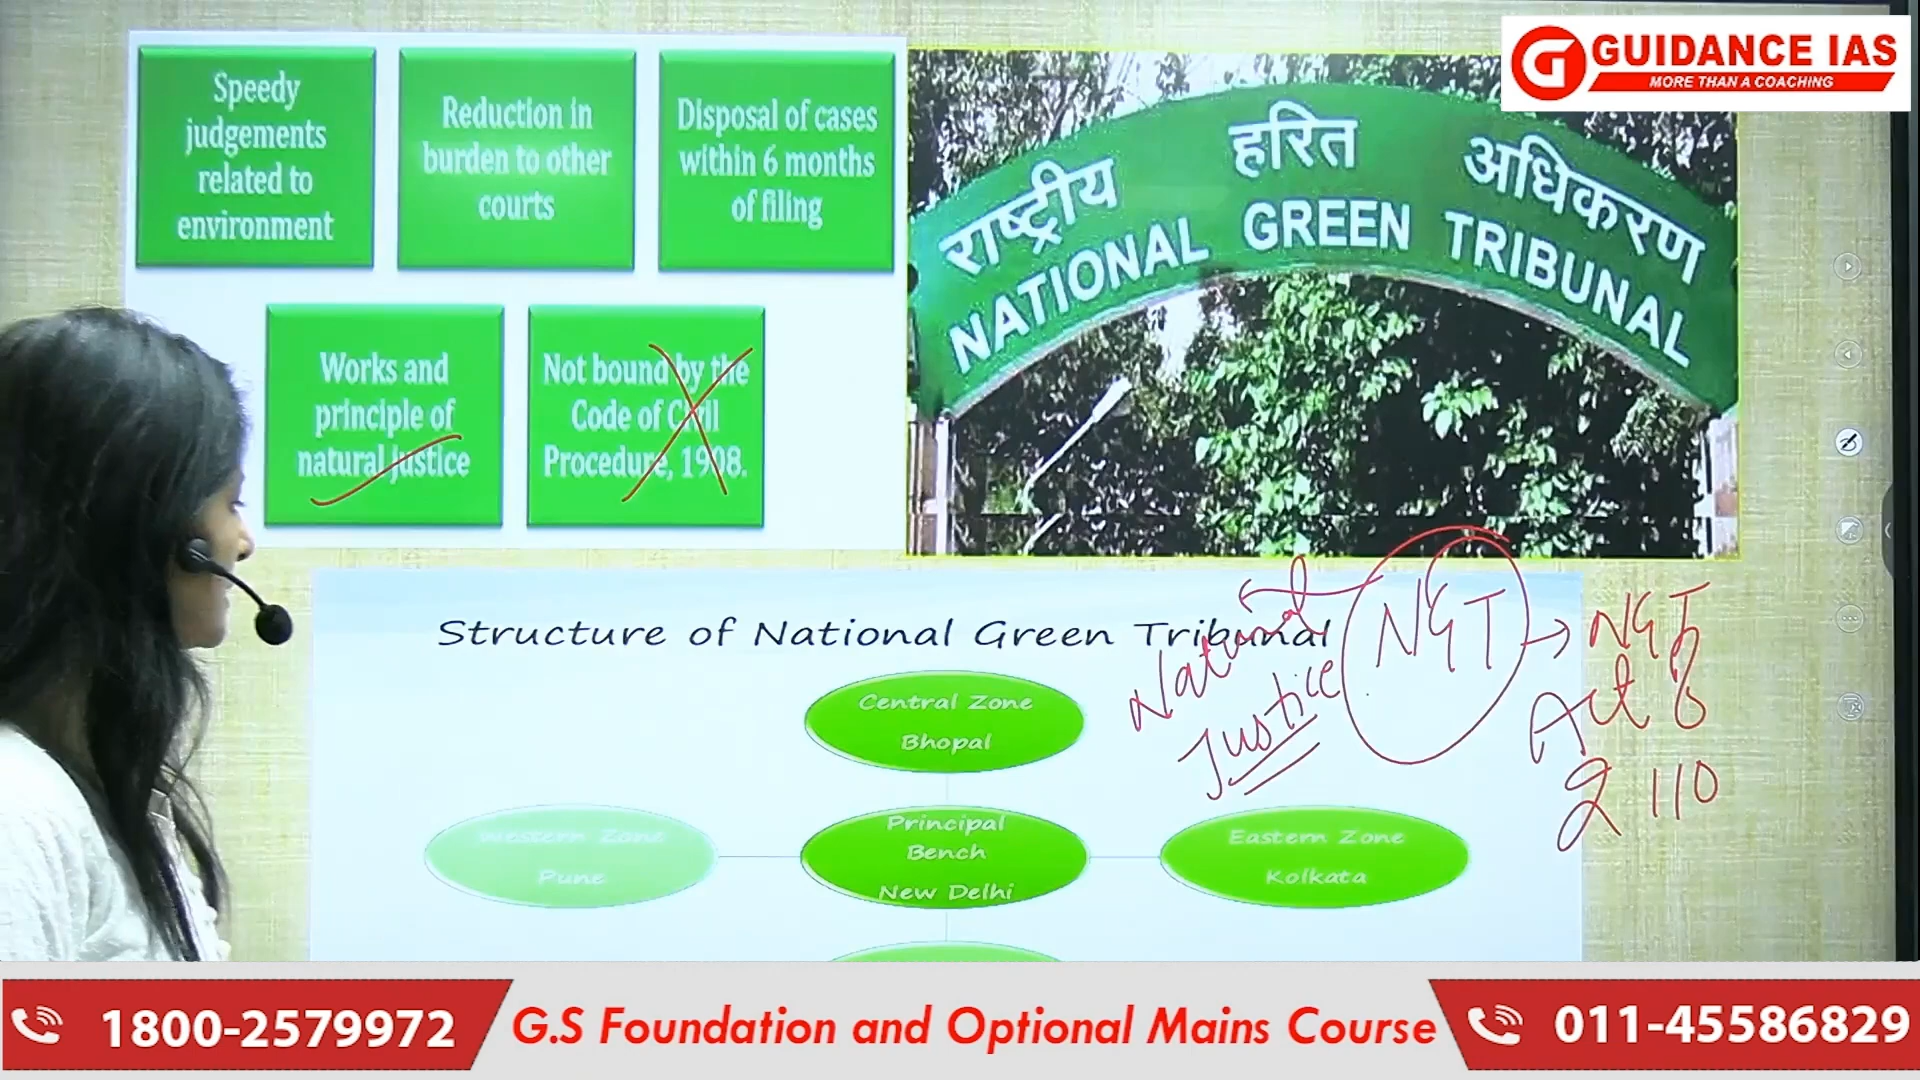 GUIDANCE IAS
MORE THAN A COACHING
Speedy
judgements
related to
environment
Reduction in
burden to other
courts
Disposal of cases
within 6 months
of filing
राष्ट्रीय हरित अधिकरण
NATIONAL GREEN TRIBUNAL
Works and
principle of
natural justice
Not bound by the
Code of Civil
Procedure, 1908.
Structure of National Green Tribunal
Natural
Justice
NGT
NGT
Act
Central Zone
Bhopal
Western Zone
Pune
Principal
Bench
New Delhi
Eastern Zone
Kolkata
1800-2579972
G.S Foundation and Optional Mains Course
011-45586829